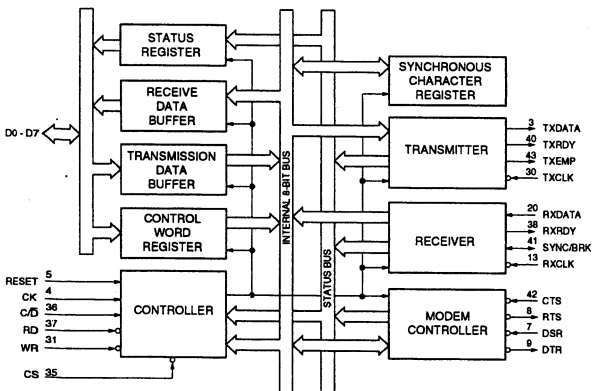 STATUS
REGISTER
RECEIVE
DATA
BUFFER
TRANSMISSION
DATA
BUFFER
CONTROL
WORD
REGISTER
D0 - D7
INTERNAL 8-BIT BUS
STATUS BUS
SYNCHRONOUS
CHARACTER
REGISTER
TRANSMITTER
3 TXDATA
40 TXRDY
43 TXEMP
30 TXCLK
RECEIVER
20 RXDATA
38 RXRDY
41 SYNC/BRK
13 RXCLK
RESET 5
CK 4
C/D̅ 36
RD 37
WR 31
CS 35
CONTROLLER
MODEM
CONTROLLER
42 CTS
8 RTS
7 DSR
9 DTR